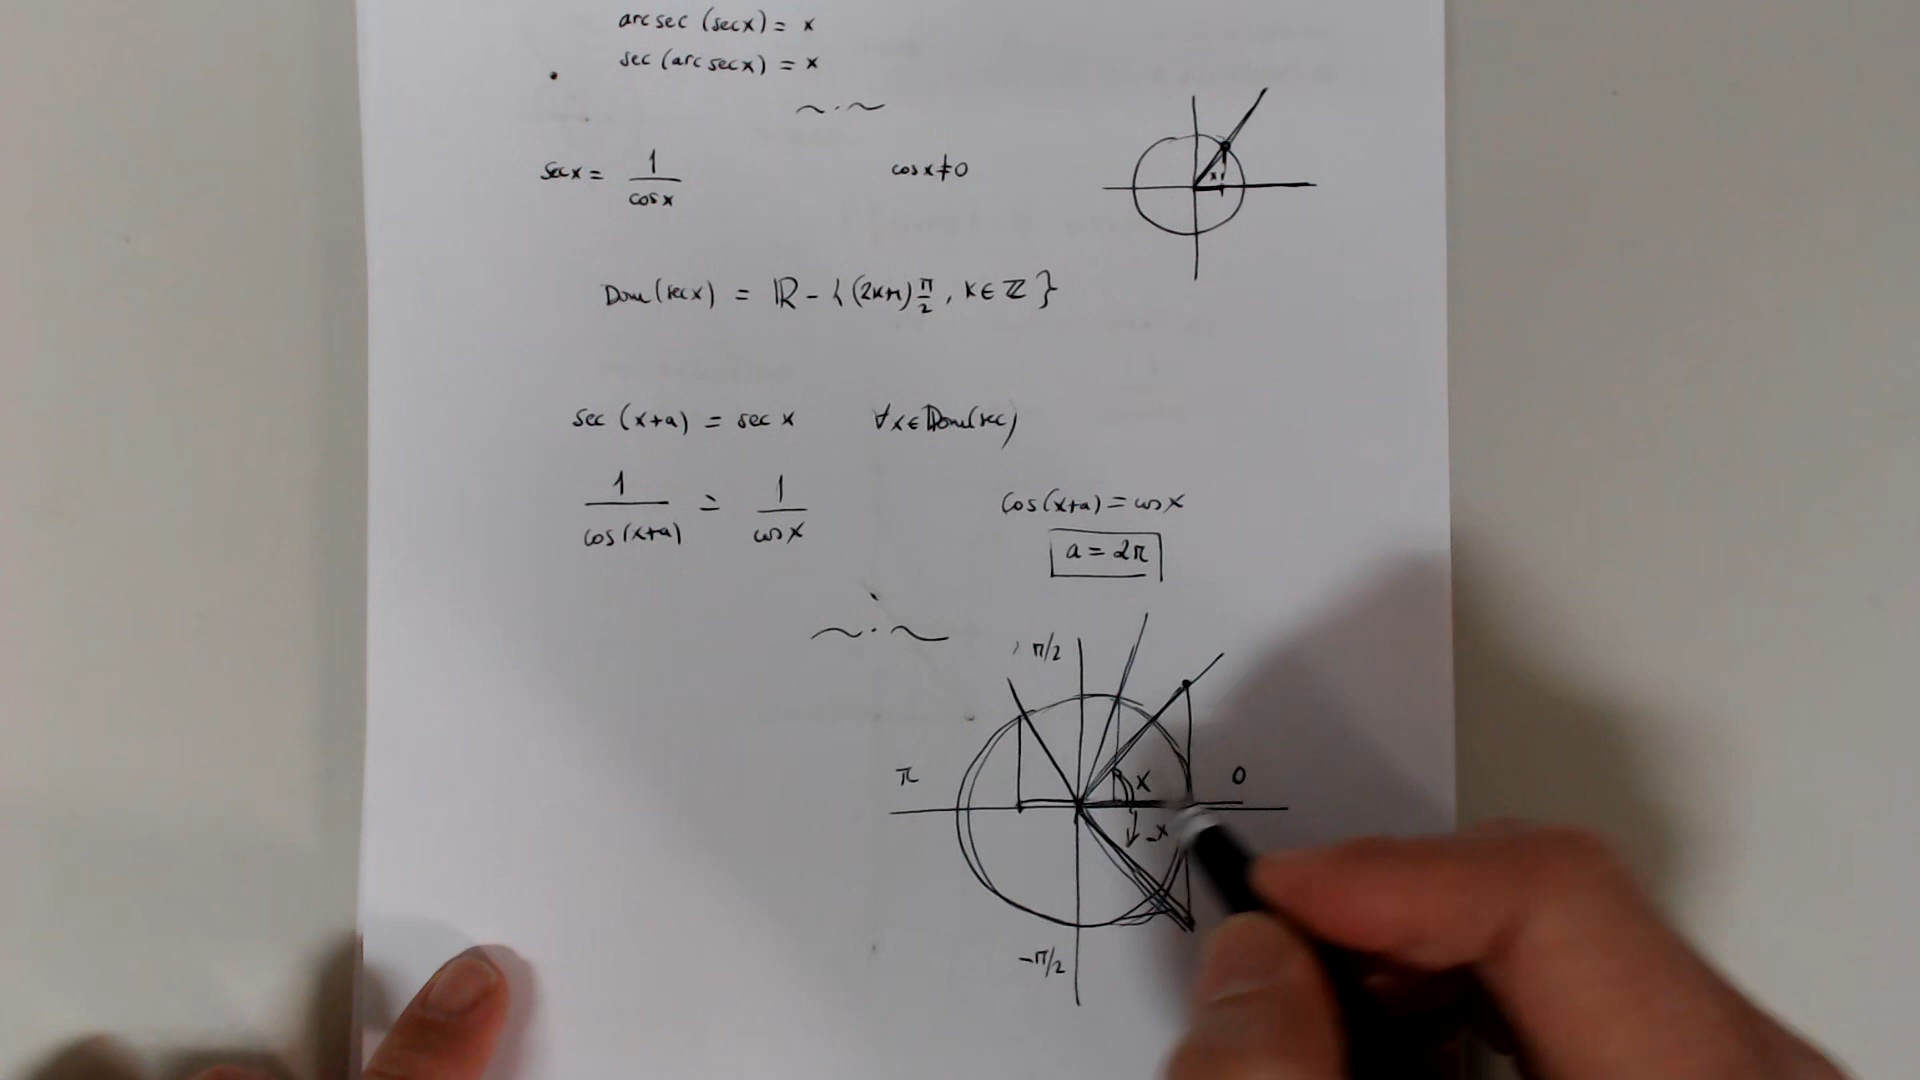 arcsec (secx) = x
sec (arcsecx) = x
secx = 1/cosx cosx≠0
x
Dom(secx) = ℝ - {(2k+1) π/2, k∈ℤ}
sec (x+a) = sec x ∀x∈Dom(sec)
1/cos(x+a) = 1/cosx cos(x+a) = cosx
a = 2π
π/2
π x 0
-x
-π/2